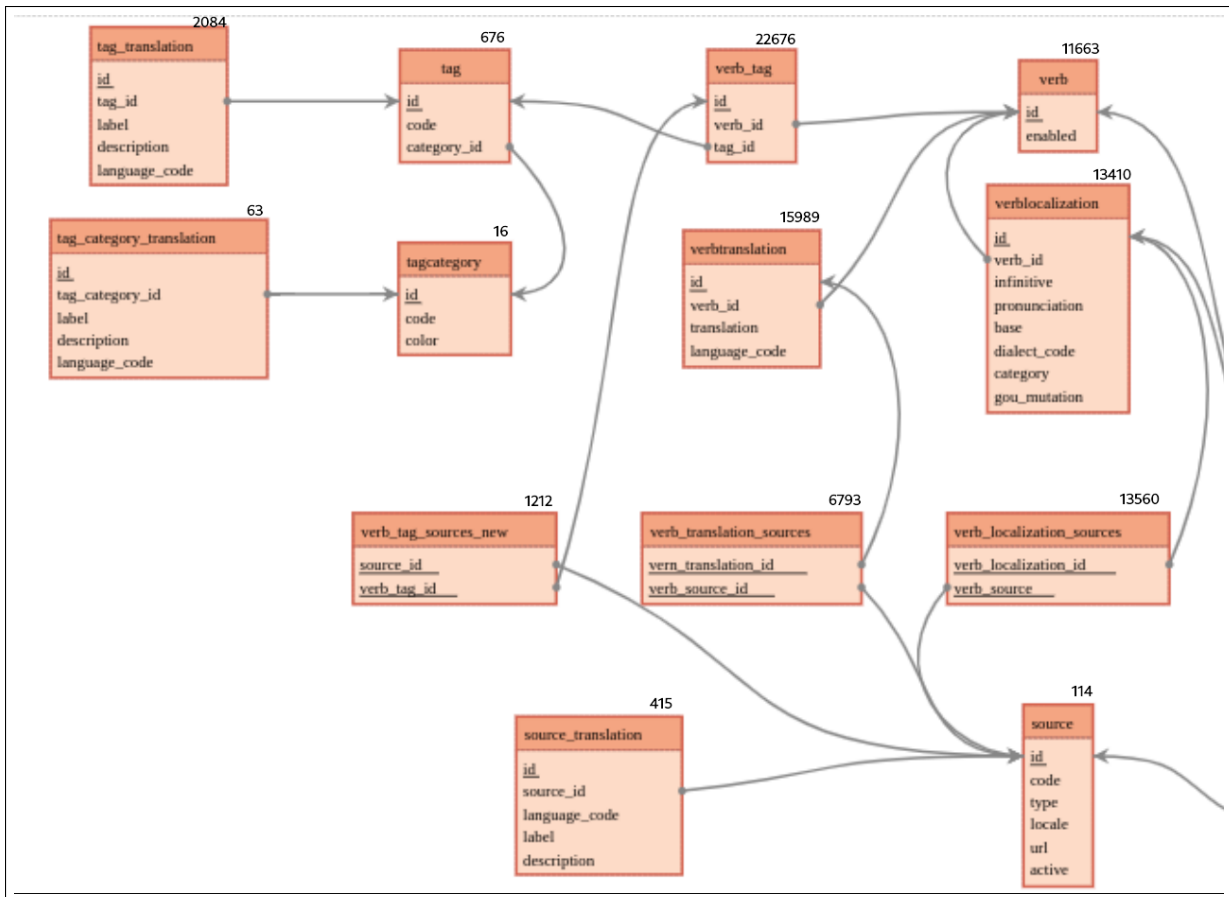 2084
tag_translation
id
tag_id
label
description
language_code
676
tag
id
code
category_id
22676
verb_tag
id
verb_id
tag_id
11663
verb
id
enabled
63
tag_category_translation
id
tag_category_id
label
description
language_code
16
tagcategory
id
code
color
15989
verbtranslation
id
verb_id
translation
language_code
13410
verblocalization
id
verb_id
infinitive
pronunciation
base
dialect_code
category
gou_mutation
1212
verb_tag_sources_new
source_id
verb_tag_id
6793
verb_translation_sources
vern_translation_id
verb_source_id
13560
verb_localization_sources
verb_localization_id
verb_source
415
source_translation
id
source_id
language_code
label
description
114
source
id
code
type
locale
url
active